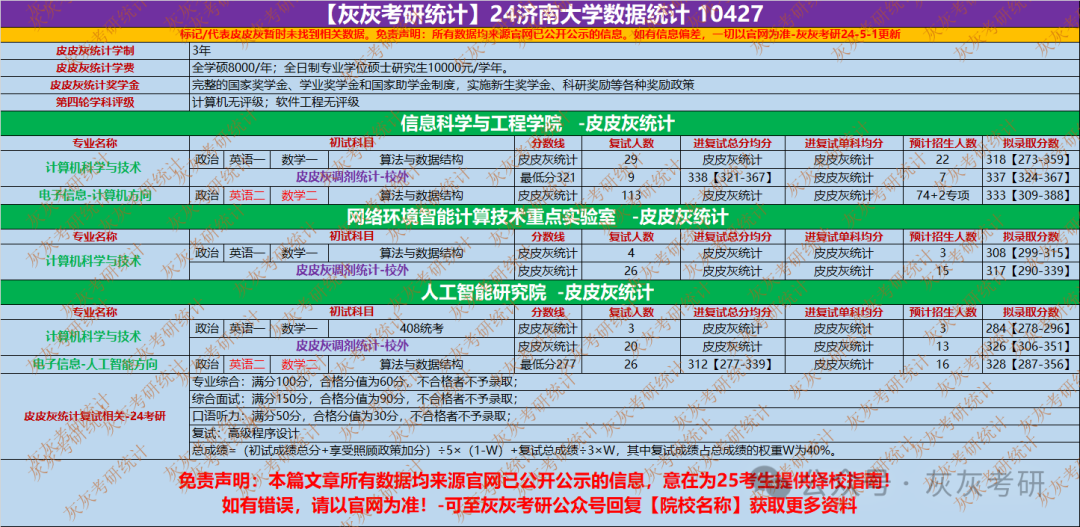 【灰灰考研统计】24济南大学数据统计 10427
标记/代表皮皮灰暂时未找到相关数据。免责声明：所有数据均来源官网已公开公示的信息。如有信息偏差，一切以官网为准-灰灰考研24-5-1更新
皮皮灰统计学制 3年
皮皮灰统计学费 全学硕8000/年；全日制专业学位硕士研究生10000元/学年。
皮皮灰统计奖学金 完整的国家奖学金、学业奖学金和国家助学金制度，实施新生奖学金、科研奖励等各种奖励政策
第四轮学科评级 计算机无评级；软件工程无评级
信息科学与工程学院 -皮皮灰统计
专业名称 初试科目 分数线 复试人数 进复试总分均分 进复试单科均分 预计招生人数 拟录取分数
计算机科学与技术 政治 英语一 数学一 算法与数据结构 皮皮灰统计 29 皮皮灰统计 皮皮灰统计 22 318【273-359】
皮皮灰调剂统计-校外 最低分321 9 338【321-367】 皮皮灰统计 7 337【324-367】
电子信息-计算机方向 政治 英语二 数学二 算法与数据结构 皮皮灰统计 113 皮皮灰统计 皮皮灰统计 74+2专项 333【309-388】
网络环境智能计算技术重点实验室 -皮皮灰统计
专业名称 初试科目 分数线 复试人数 进复试总分均分 进复试单科均分 预计招生人数 拟录取分数
计算机科学与技术 政治 英语一 数学一 算法与数据结构 皮皮灰统计 4 皮皮灰统计 皮皮灰统计 3 308【299-315】
皮皮灰调剂统计-校外 皮皮灰统计 26 皮皮灰统计 皮皮灰统计 15 317【290-339】
人工智能研究院 -皮皮灰统计
专业名称 初试科目 分数线 复试人数 进复试总分均分 进复试单科均分 预计招生人数 拟录取分数
计算机科学与技术 政治 英语一 数学一 408统考 皮皮灰统计 3 皮皮灰统计 皮皮灰统计 3 284【278-296】
皮皮灰调剂统计-校外 皮皮灰统计 20 皮皮灰统计 皮皮灰统计 13 326【306-351】
电子信息-人工智能方向 政治 英语二 数学二 算法与数据结构 最低分277 26 312【277-339】 皮皮灰统计 16 328【287-356】
皮皮灰统计复试相关-24考研
专业综合：满分100分，合格分值为60分，不合格者不予录取；
综合面试：满分150分，合格分值为90分，不合格者不予录取；
口语听力：满分50分，合格分值为30分，不合格者不予录取；
复试：高级程序设计
总成绩=（初试成绩总分+享受照顾政策加分）÷5×（1-W）+复试总成绩÷3×W，其中复试成绩占总成绩的权重W为40%。
免责声明：本篇文章所有数据均来源官网已公开公示的信息，意在为25考生提供择校指南！
如有错误，请以官网为准！-可至灰灰考研公众号回复【院校名称】获取更多资料
公众号 · 灰灰考研
灰灰考研统计